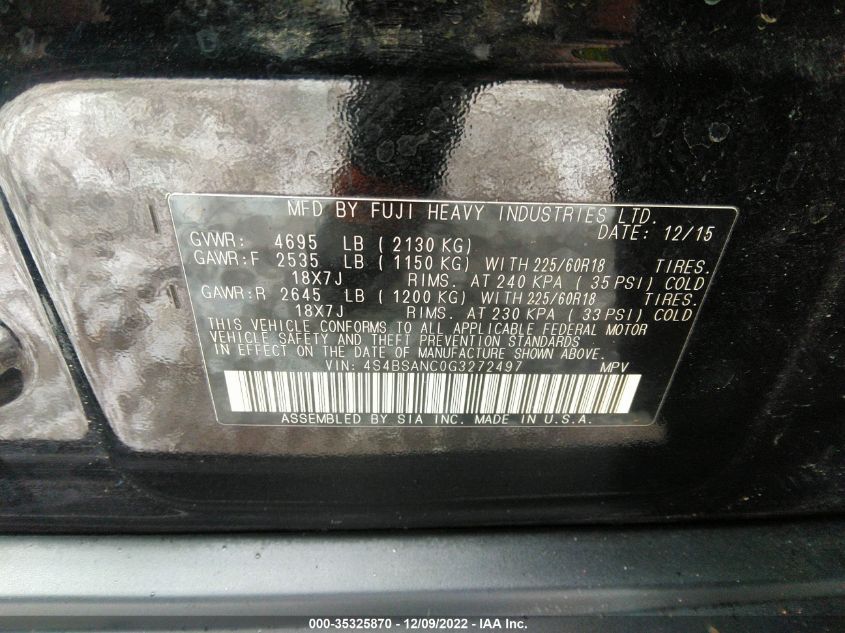 MFD BY FUJI HEAVY INDUSTRIES LTD.
DATE: 12/15
GVWR: 4695 LB ( 2130 KG)
GAWR:F 2535 LB ( 1150 KG) WITH 225/60R18 TIRES.
18X7J RIMS. AT 240 KPA ( 35 PSI) COLD
GAWR:R 2645 LB ( 1200 KG) WITH 225/60R18 TIRES.
18X7J RIMS. AT 230 KPA ( 33 PSI) COLD
THIS VEHICLE CONFORMS TO ALL APPLICABLE FEDERAL MOTOR
VEHICLE SAFETY AND THEFT PREVENTION STANDARDS
IN EFFECT ON THE DATE OF MANUFACTURE SHOWN ABOVE.
VIN: 4S4BSANC0G3272497 MPV
ASSEMBLED BY SIA INC. MADE IN U.S.A.
000-35325870 - 12/09/2022 - IAA Inc.